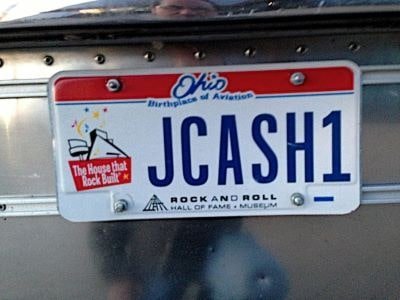 Ohio
Birthplace of Aviation
JCASH1
The House that
Rock Built
ROCK AND ROLL
HALL OF FAME + MUSEUM